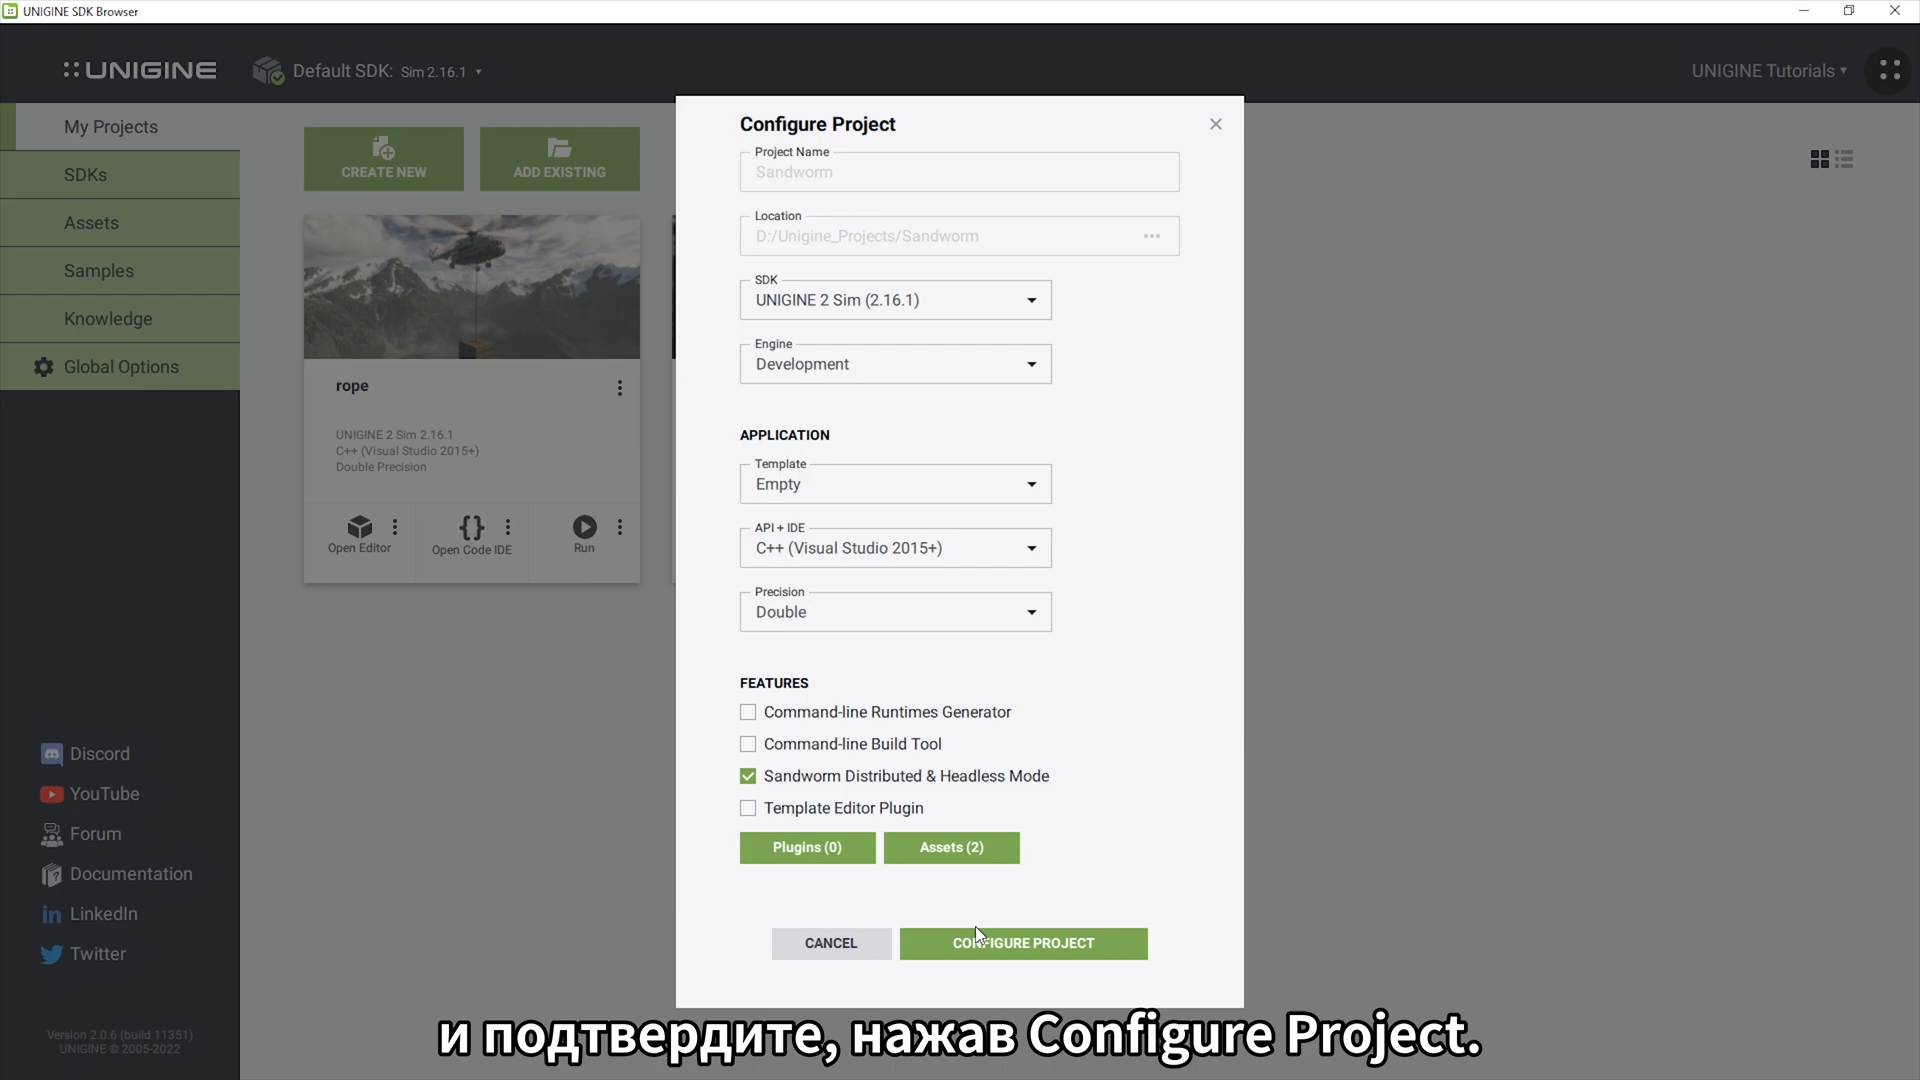 UNIGINE SDK Browser
UNIGINE
Default SDK: Sim 2.16.1
UNIGINE Tutorials
My Projects
SDKs
Assets
Samples
Knowledge
Global Options
CREATE NEW
ADD EXISTING
rope
UNIGINE 2 Sim 2.16.1
C++ (Visual Studio 2015+)
Double Precision
Open Editor
Open Code IDE
Run
Configure Project
Project Name
Sandworm
Location
D:/Unigine_Projects/Sandworm
SDK
UNIGINE 2 Sim (2.16.1)
Engine
Development
APPLICATION
Template
Empty
API + IDE
C++ (Visual Studio 2015+)
Precision
Double
FEATURES
Command-line Runtimes Generator
Command-line Build Tool
Sandworm Distributed & Headless Mode
Template Editor Plugin
Plugins (0)
Assets (2)
CANCEL
CONFIGURE PROJECT
Discord
YouTube
Forum
Documentation
LinkedIn
Twitter
Version 2.0.6 (build 11351)
UNIGINE © 2005-2022
и подтвердите, нажав Configure Project.